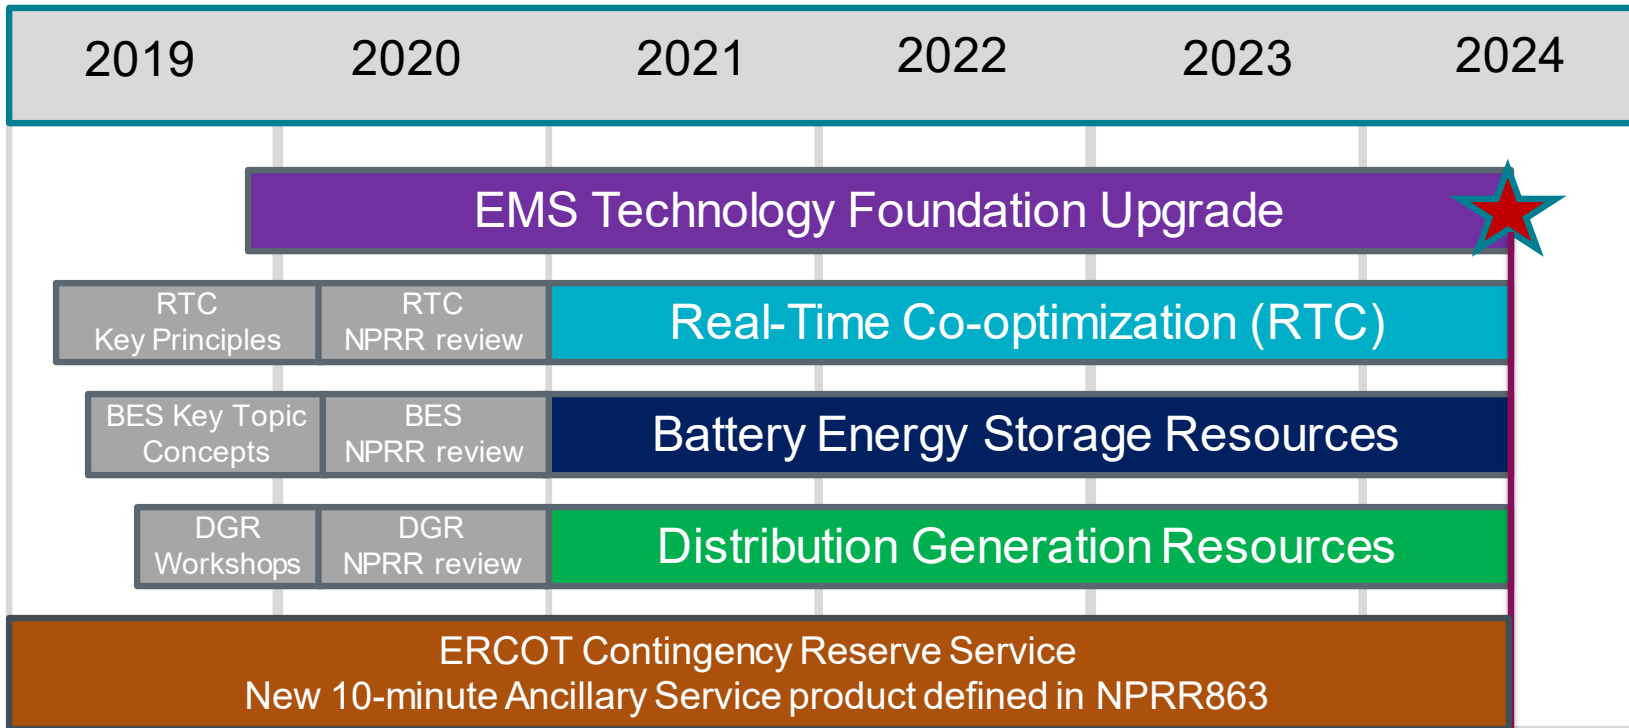 2019 2020 2021 2022 2023 2024
EMS Technology Foundation Upgrade
RTC
Key Principles
RTC
NPRR review
Real-Time Co-optimization (RTC)
BES Key Topic
Concepts
BES
NPRR review
Battery Energy Storage Resources
DGR
Workshops
DGR
NPRR review
Distribution Generation Resources
ERCOT Contingency Reserve Service
New 10-minute Ancillary Service product defined in NPRR863